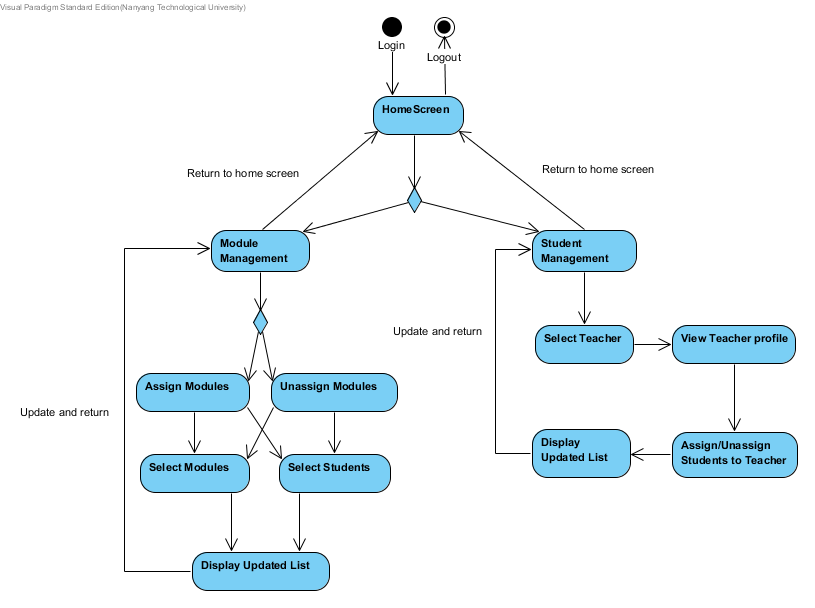 Visual Paradigm Standard Edition(Nanyang Technological University)
Login
Logout
HomeScreen
Return to home screen
Return to home screen
Module
Management
Student
Management
Update and return
Select Teacher
View Teacher profile
Assign Modules
Unassign Modules
Update and return
Display
Updated List
Assign/Unassign
Students to Teacher
Select Modules
Select Students
Display Updated List